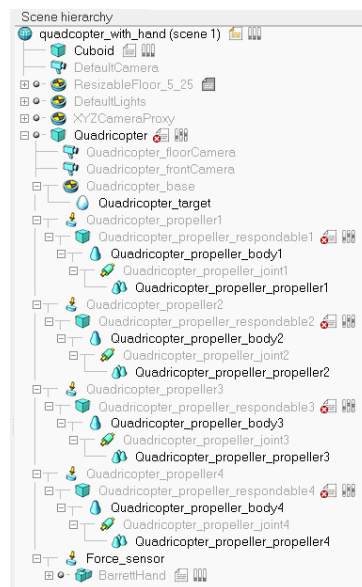 Scene hierarchy
quadcopter_with_hand (scene 1)
Cuboid
DefaultCamera
ResizableFloor_5_25
DefaultLights
XYZCameraProxy
Quadricopter
Quadricopter_floorCamera
Quadricopter_frontCamera
Quadricopter_base
Quadricopter_target
Quadricopter_propeller1
Quadricopter_propeller_respondable1
Quadricopter_propeller_body1
Quadricopter_propeller_joint1
Quadricopter_propeller_propeller1
Quadricopter_propeller2
Quadricopter_propeller_respondable2
Quadricopter_propeller_body2
Quadricopter_propeller_joint2
Quadricopter_propeller_propeller2
Quadricopter_propeller3
Quadricopter_propeller_respondable3
Quadricopter_propeller_body3
Quadricopter_propeller_joint3
Quadricopter_propeller_propeller3
Quadricopter_propeller4
Quadricopter_propeller_respondable4
Quadricopter_propeller_body4
Quadricopter_propeller_joint4
Quadricopter_propeller_propeller4
Force_sensor
BarrettHand